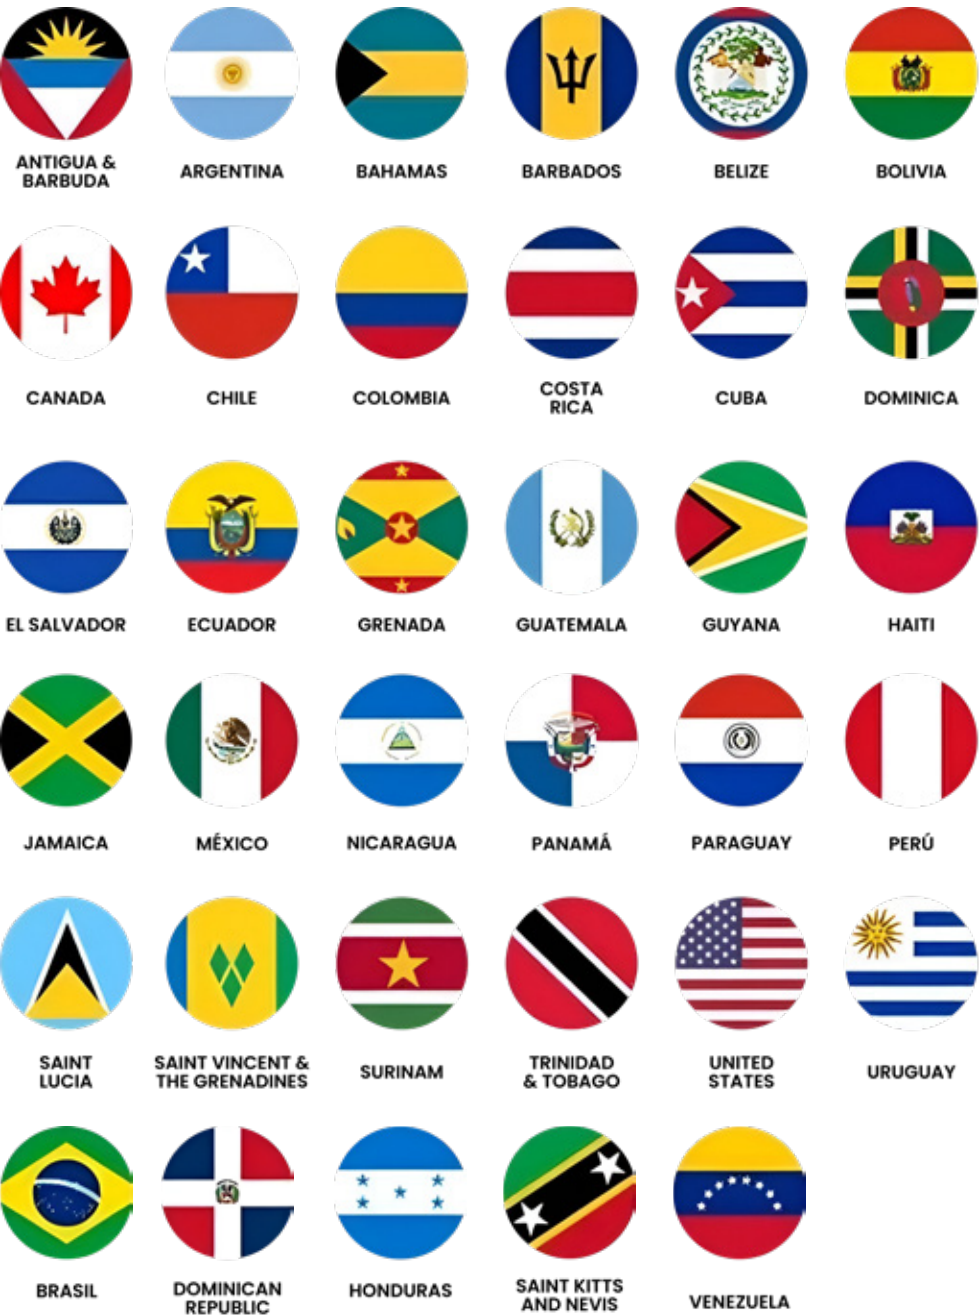 ANTIGUA &
BARBUDA
ARGENTINA
BAHAMAS
BARBADOS
BELIZE
BOLIVIA
CANADA
CHILE
COLOMBIA
COSTA
RICA
CUBA
DOMINICA
EL SALVADOR
ECUADOR
GRENADA
GUATEMALA
GUYANA
HAITI
JAMAICA
MÉXICO
NICARAGUA
PANAMÁ
PARAGUAY
PERÚ
SAINT
LUCIA
SAINT VINCENT &
THE GRENADINES
SURINAM
TRINIDAD
& TOBAGO
UNITED
STATES
URUGUAY
BRASIL
DOMINICAN
REPUBLIC
HONDURAS
SAINT KITTS
AND NEVIS
VENEZUELA